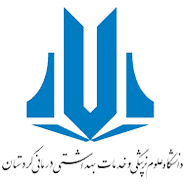 دانشگاه علوم پزشکی و خدمات بهداشتی درمانی کردستان